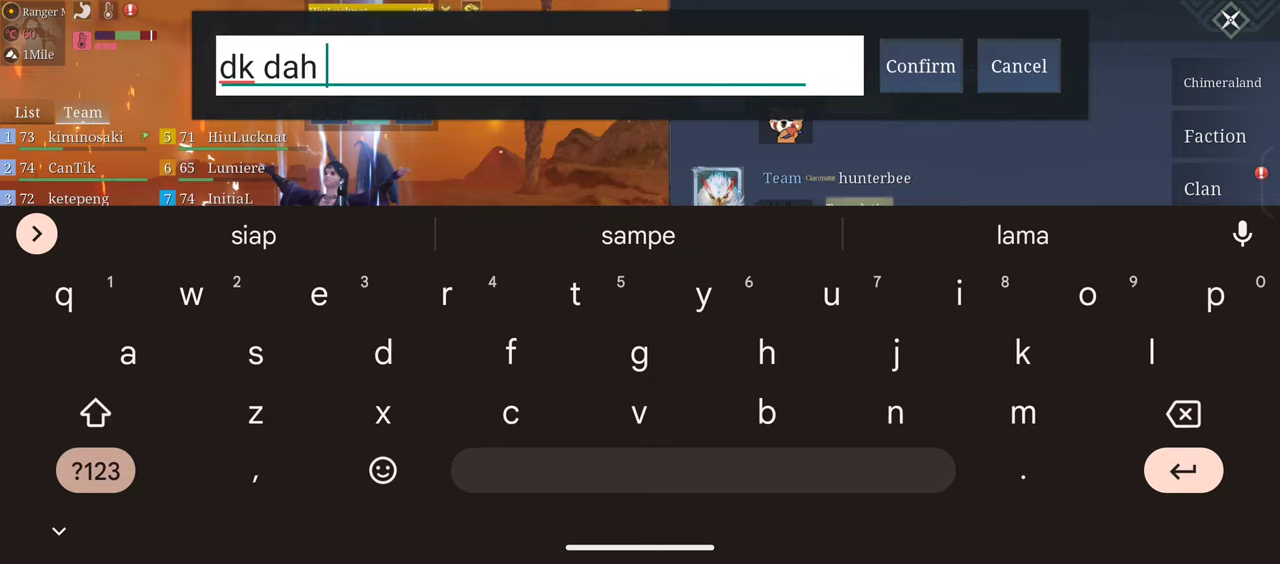 Ranger
°C 60
1Mile
dk dah
Confirm
Cancel
Chimeraland
Faction
Clan
List Team
1 73 kiminosaki
2 74 CanTik
3 72 ketepeng
5 71 HiuLucknat
6 65 Lumiere
7 74 InitiaL
Team Clanmate hunterbee
siap sampe lama
q 1 w 2 e 3 r 4 t 5 y 6 u 7 i 8 o 9 p 0
a s d f g h j k l
z x c v b n m
?123 , .